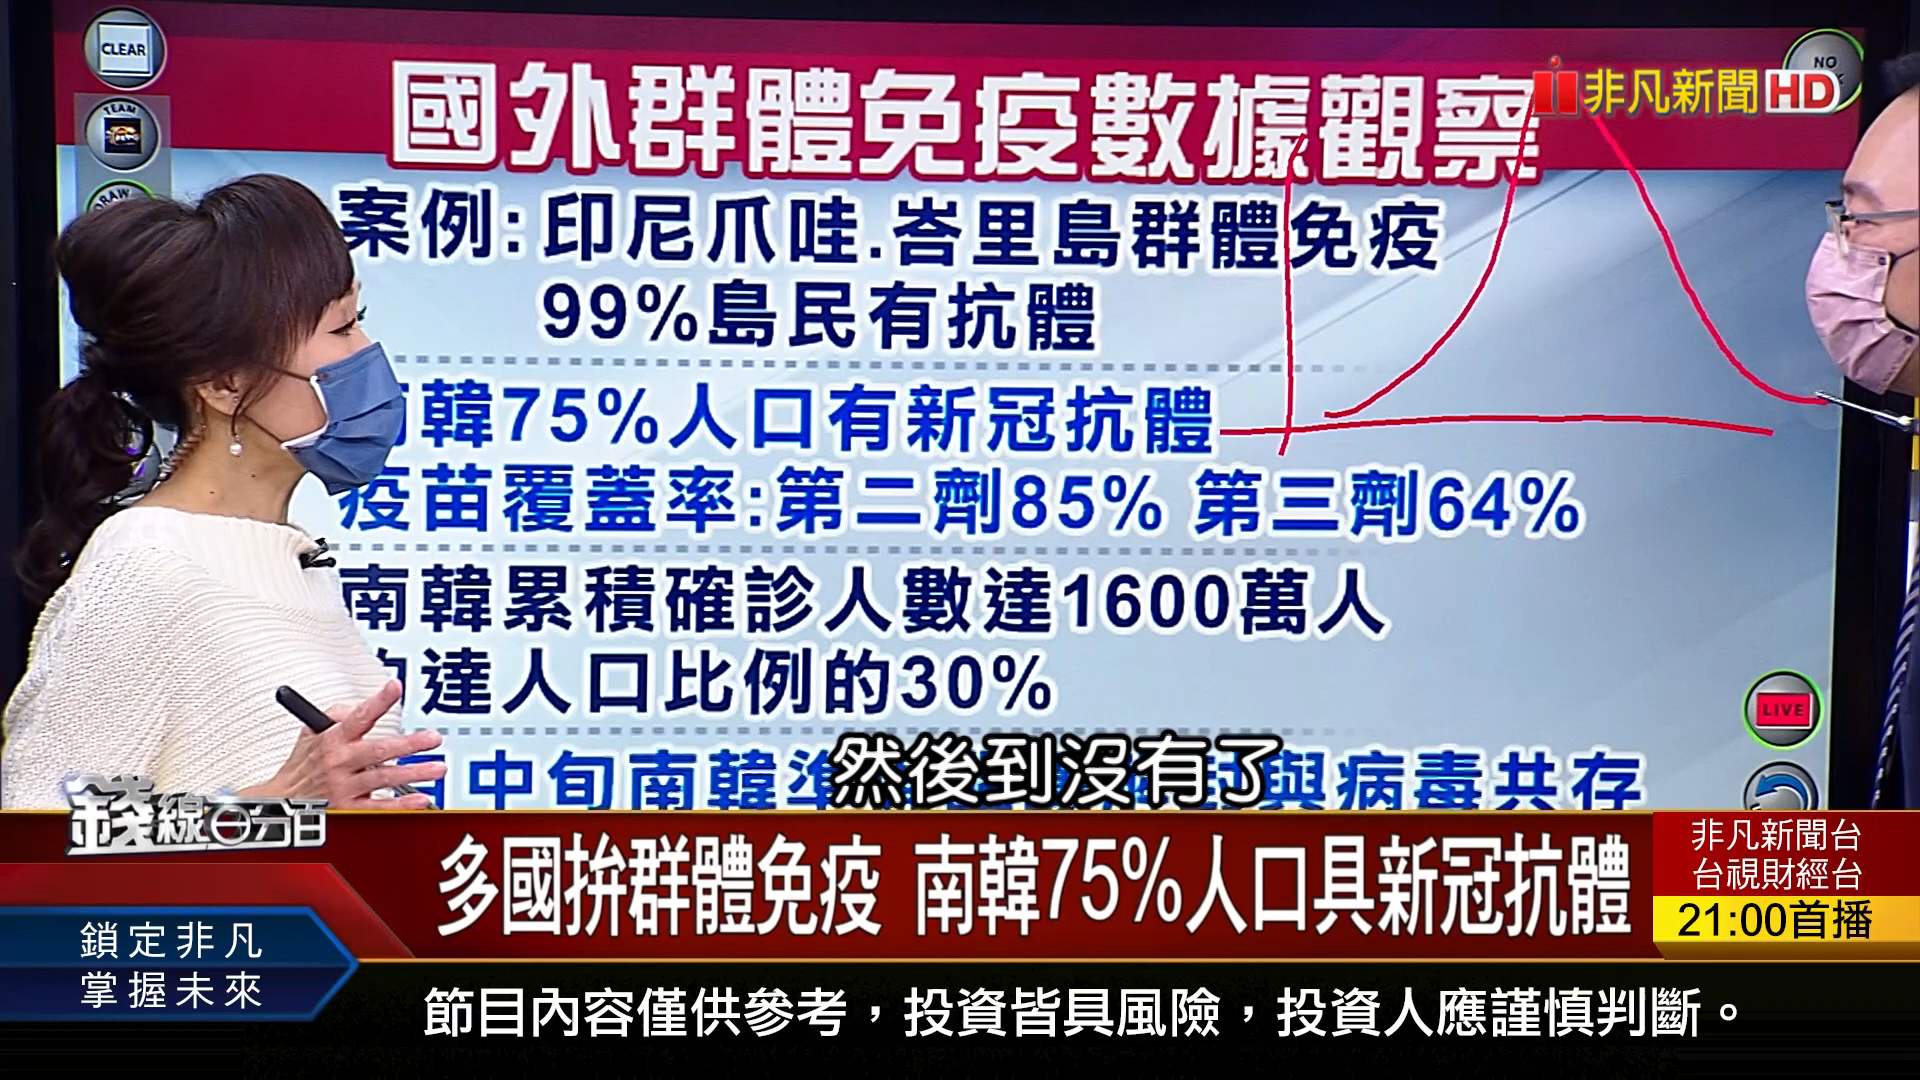 CLEAR
TEAM
DRAW
NO
非凡新聞HD
國外群體免疫數據觀察
案例:印尼爪哇.峇里島群體免疫
99%島民有抗體
韓75%人口有新冠抗體
疫苗覆蓋率:第二劑85% 第三劑64%
南韓累積確診人數達1600萬人
達人口比例的30%
LIVE
月中旬南韓準 與病毒共存
然後到沒有了
錢線百分百
多國拚群體免疫 南韓75%人口具新冠抗體
非凡新聞台
台視財經台
21:00首播
鎖定非凡
掌握未來
節目內容僅供參考，投資皆具風險，投資人應謹慎判斷。